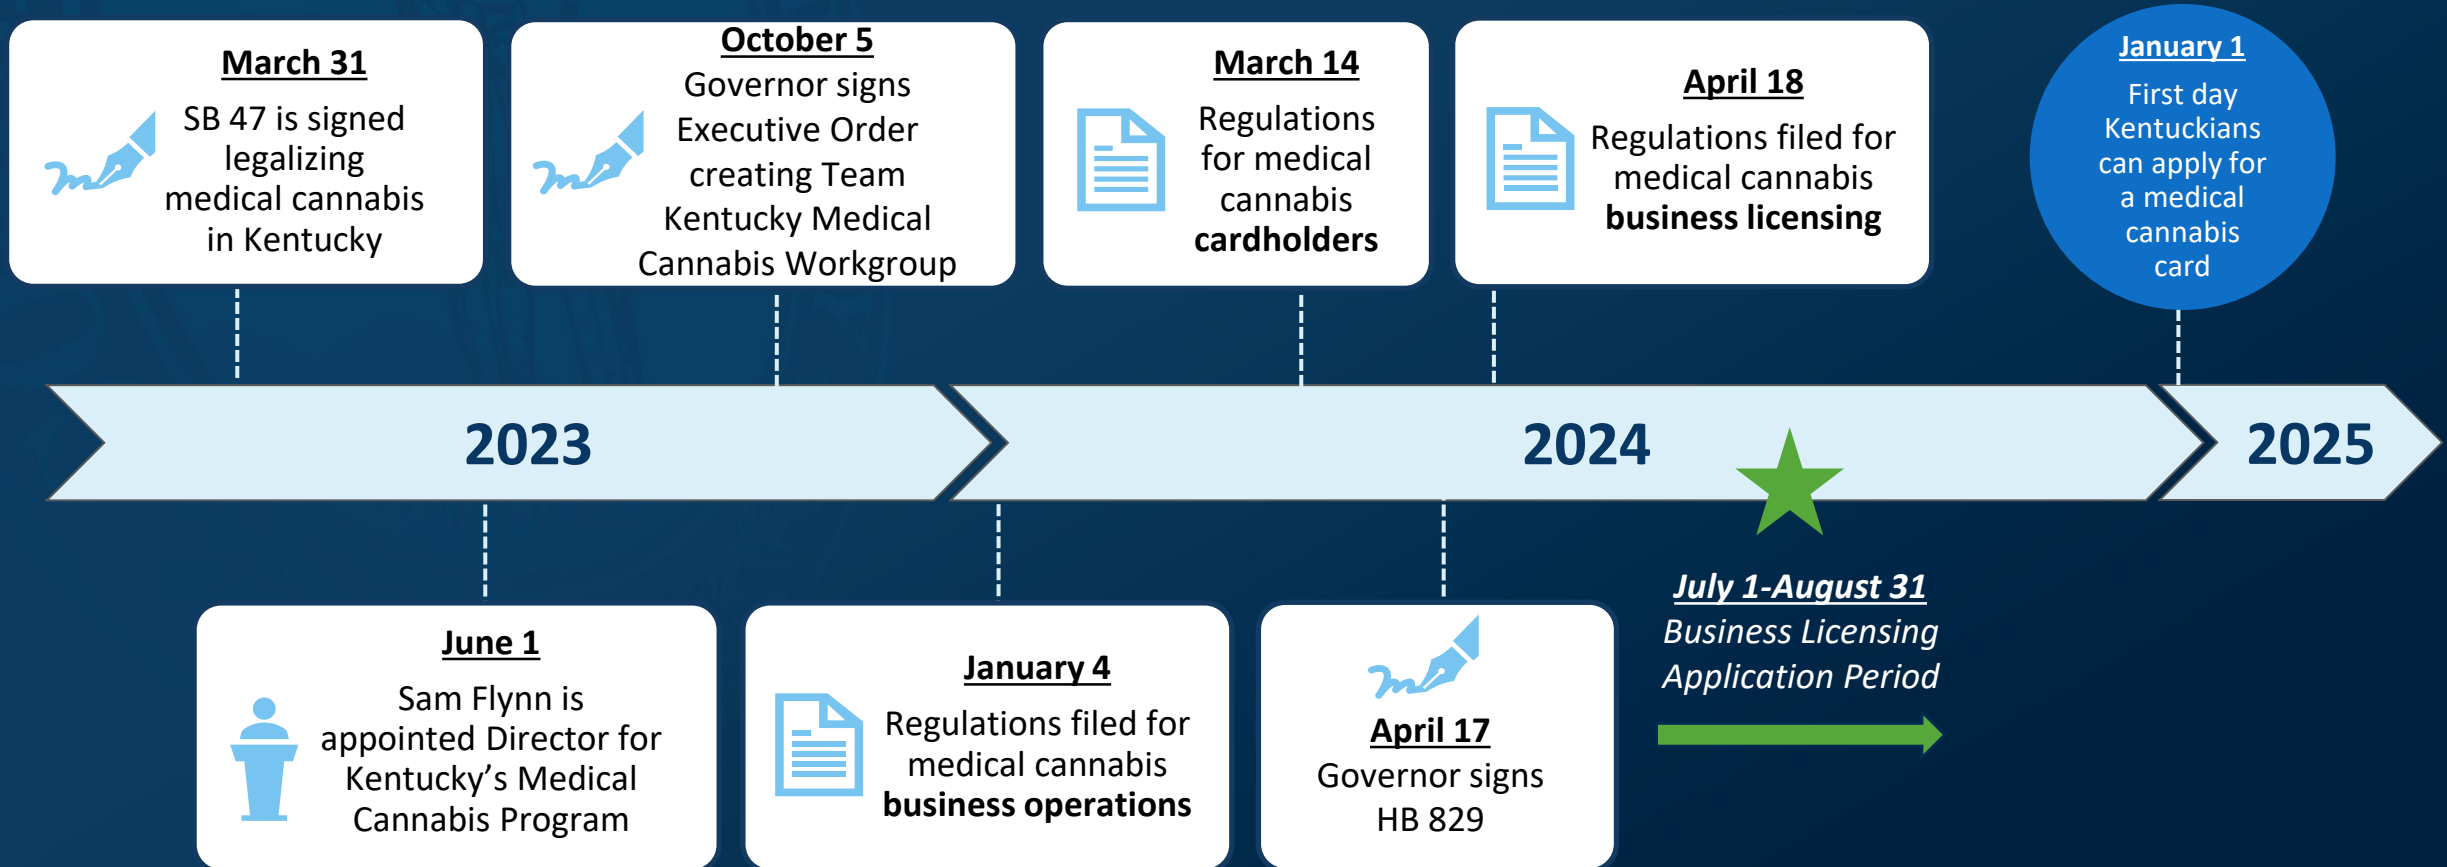 March 31
SB 47 is signed
legalizing
medical cannabis
in Kentucky
October 5
Governor signs
Executive Order
creating Team
Kentucky Medical
Cannabis Workgroup
March 14
Regulations
for medical
cannabis
cardholders
April 18
Regulations filed for
medical cannabis
business licensing
January 1
First day
Kentuckians
can apply for
a medical
cannabis
card
2023
2024
2025
June 1
Sam Flynn is
appointed Director for
Kentucky’s Medical
Cannabis Program
January 4
Regulations filed for
medical cannabis
business operations
April 17
Governor signs
HB 829
July 1-August 31
Business Licensing
Application Period